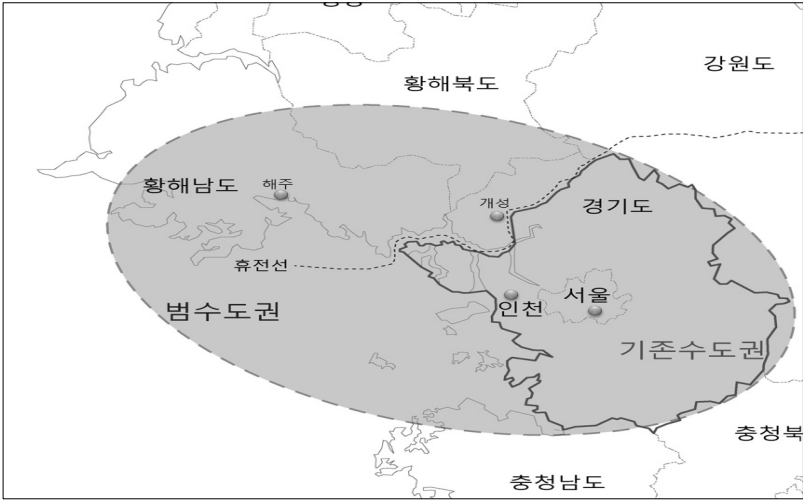 강원도
황해북도
황해남도
해주
개성
경기도
휴전선
범수도권
인천
서울
기존수도권
충청북
충청남도